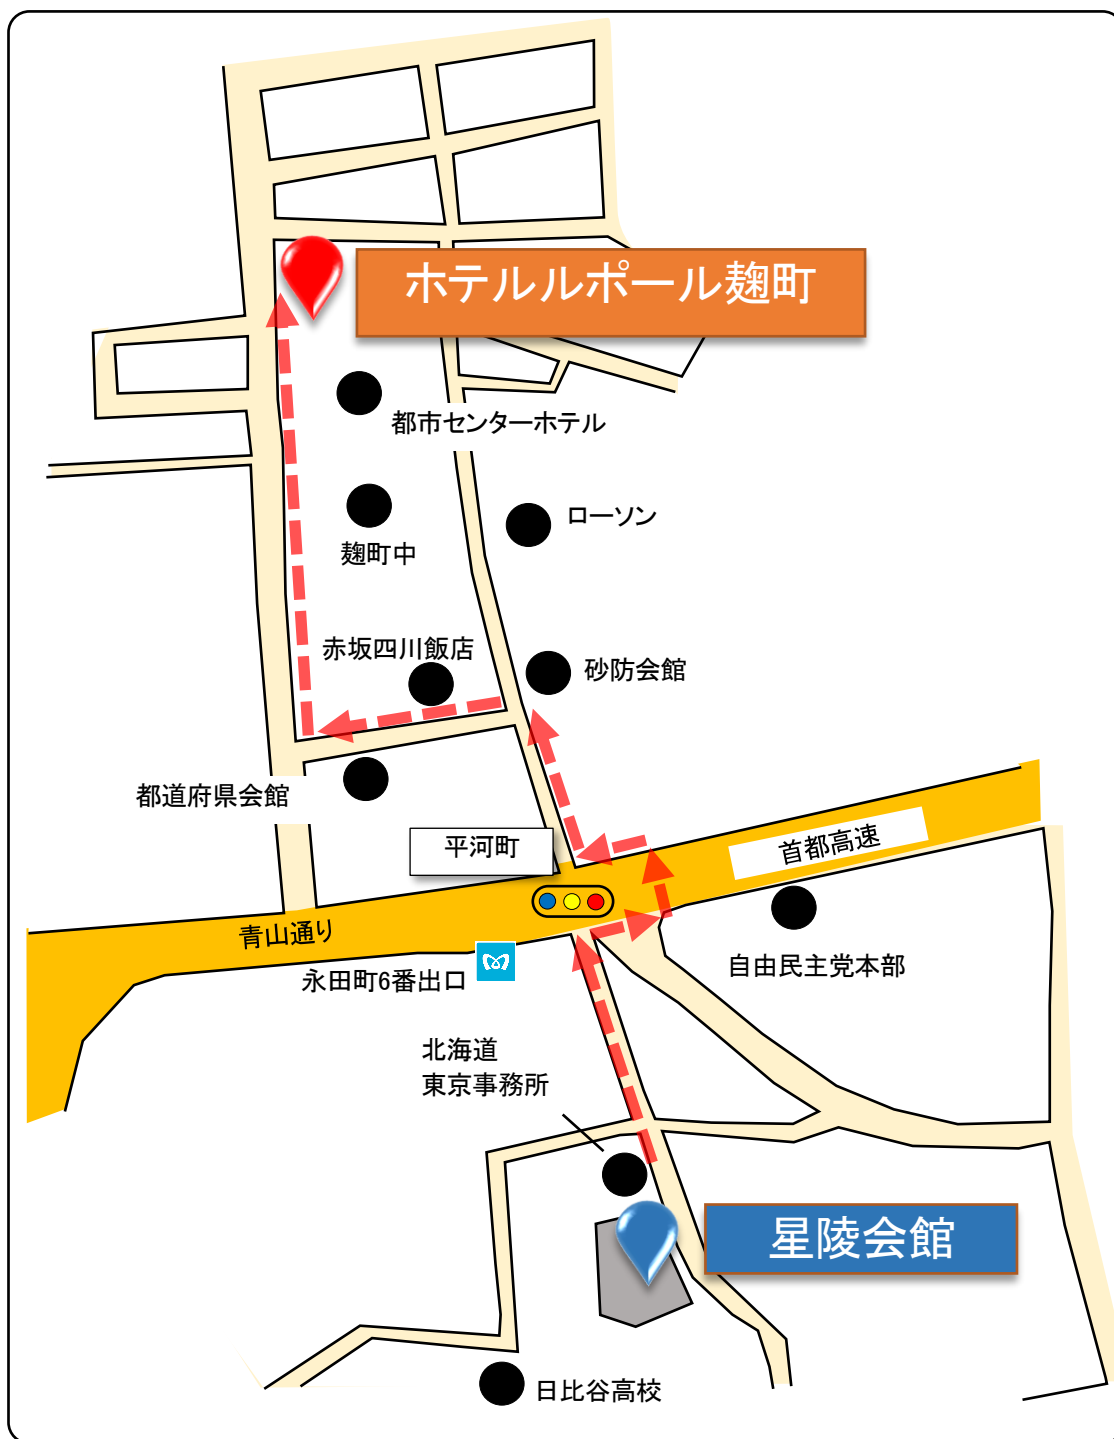 ホテルルポール麹町
都市センターホテル
ローソン
麹町中
赤坂四川飯店
砂防会館
都道府県会館
平河町
首都高速
青山通り
自由民主党本部
永田町6番出口
北海道
東京事務所
星陵会館
日比谷高校